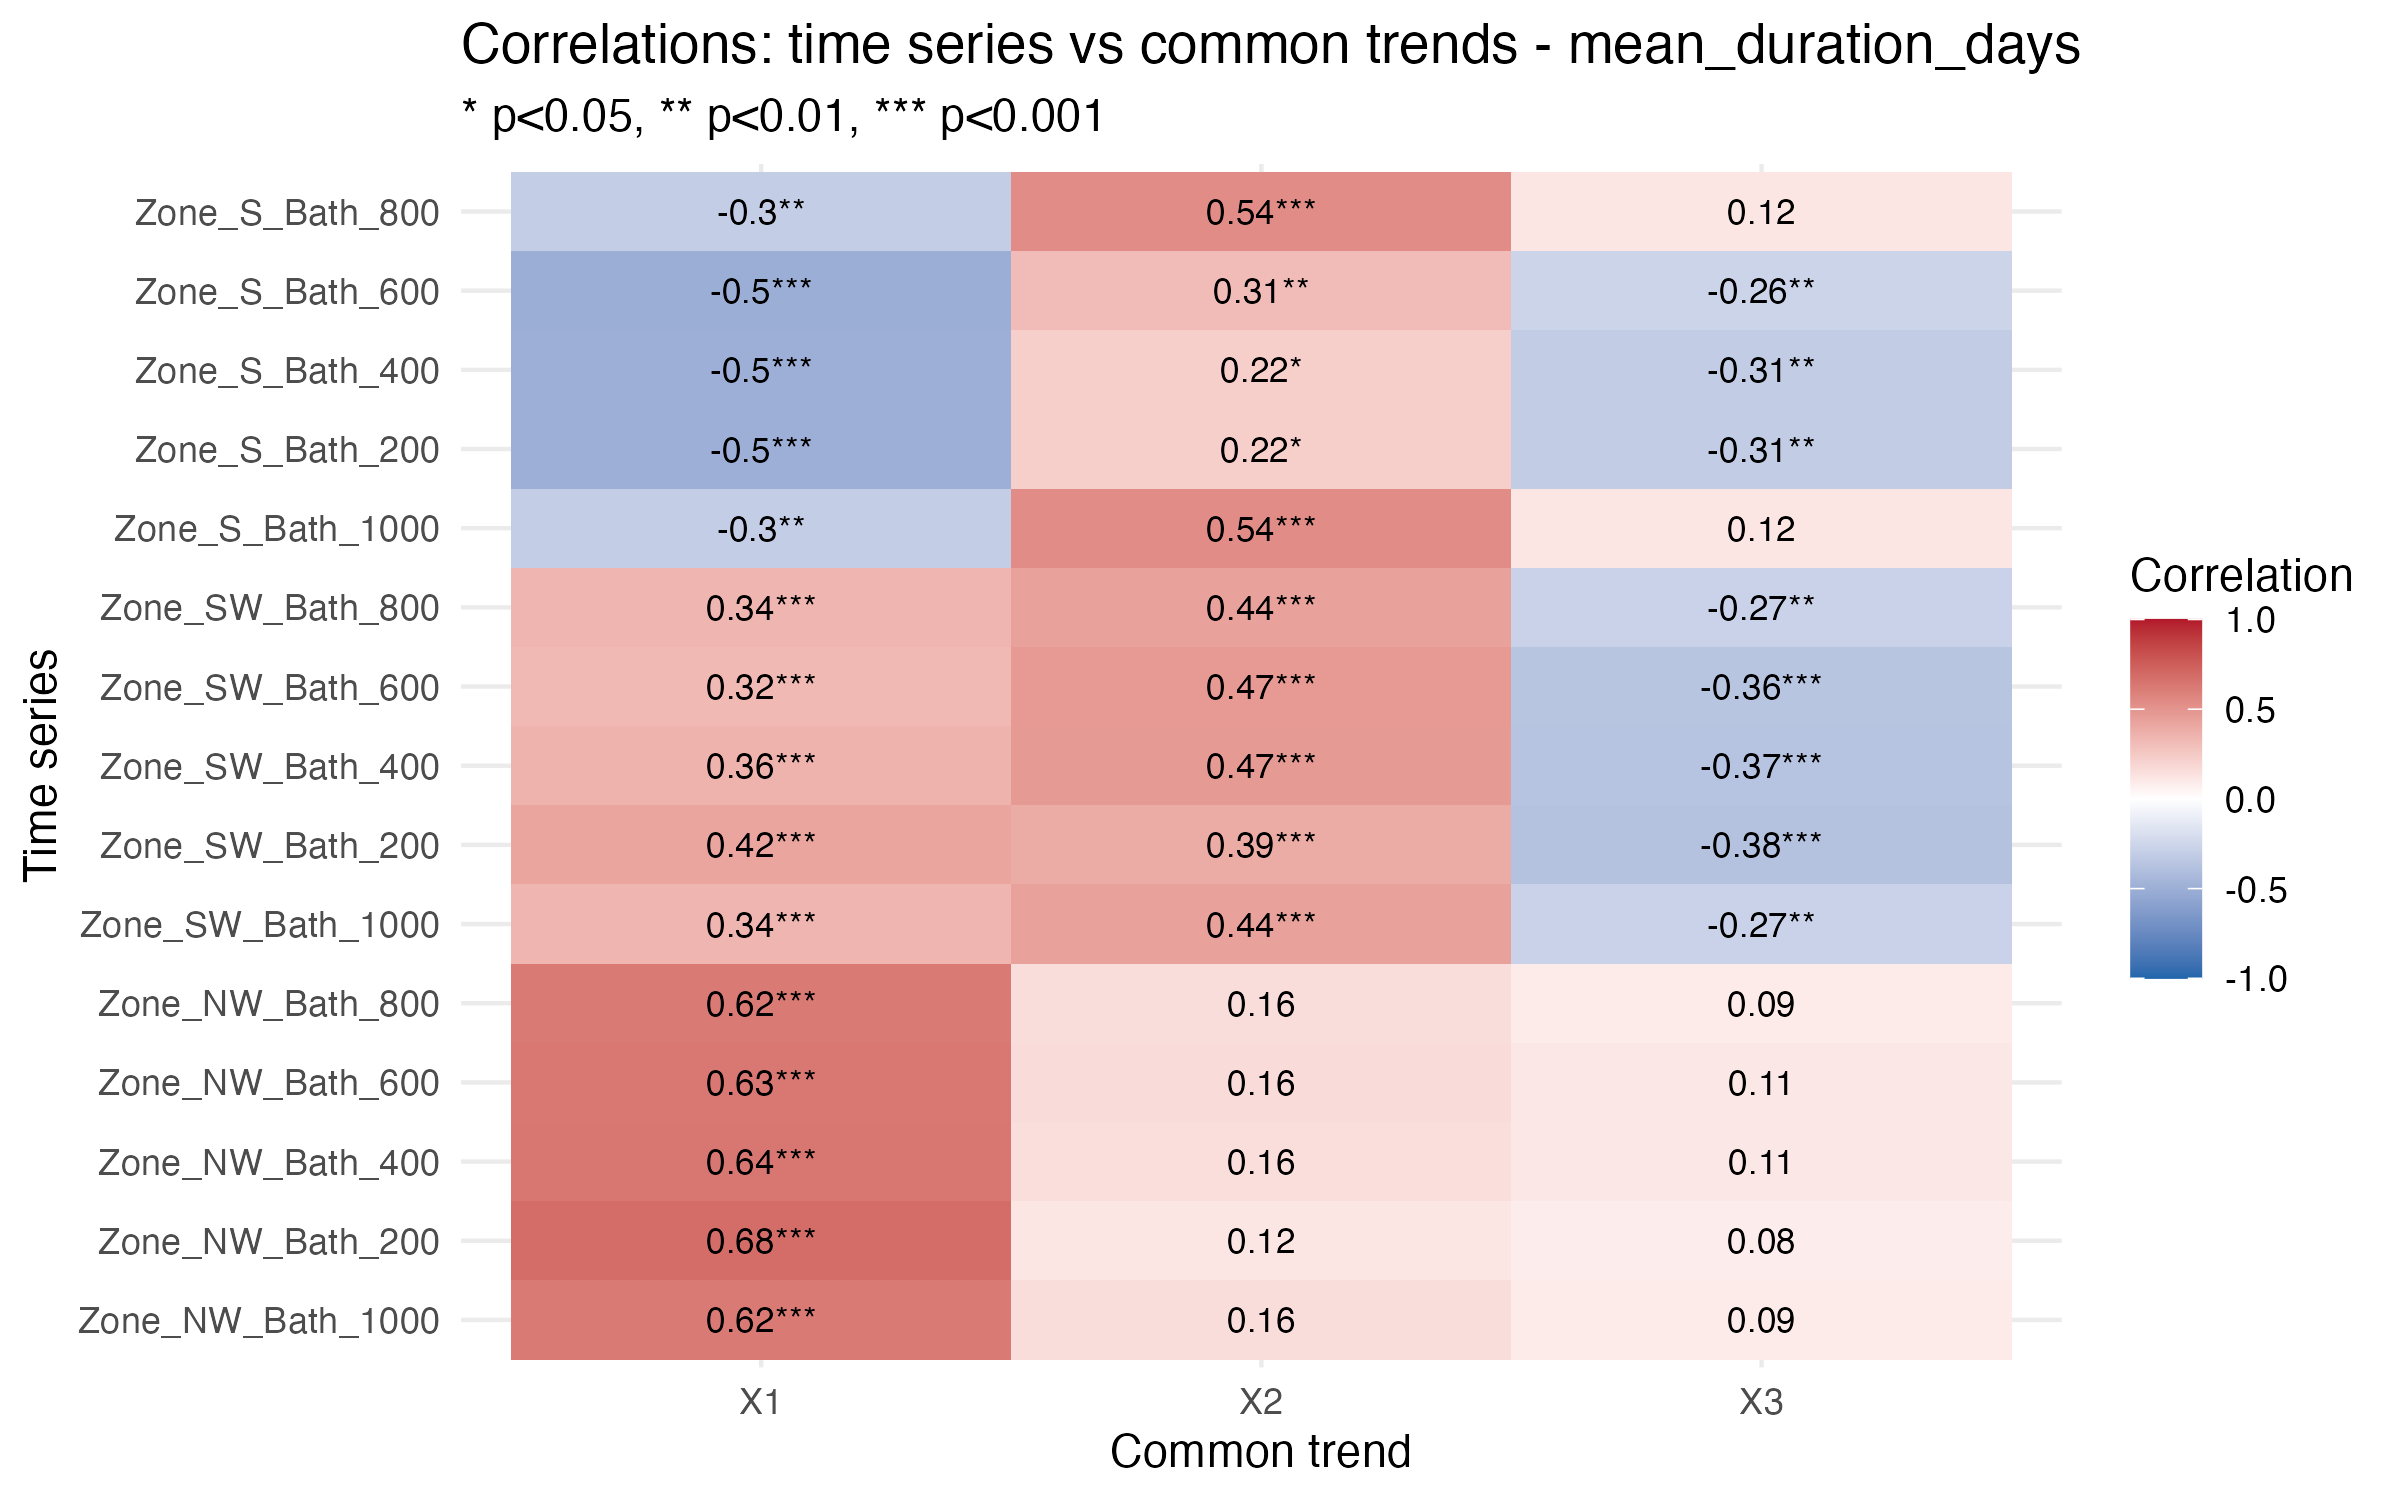 Correlations: time series vs common trends - mean_duration_days
* p<0.05, ** p<0.01, *** p<0.001
Time series
Zone_S_Bath_800 -0.3** 0.54*** 0.12
Zone_S_Bath_600 -0.5*** 0.31** -0.26**
Zone_S_Bath_400 -0.5*** 0.22* -0.31**
Zone_S_Bath_200 -0.5*** 0.22* -0.31**
Zone_S_Bath_1000 -0.3** 0.54*** 0.12
Zone_SW_Bath_800 0.34*** 0.44*** -0.27**
Zone_SW_Bath_600 0.32*** 0.47*** -0.36***
Zone_SW_Bath_400 0.36*** 0.47*** -0.37***
Zone_SW_Bath_200 0.42*** 0.39*** -0.38***
Zone_SW_Bath_1000 0.34*** 0.44*** -0.27**
Zone_NW_Bath_800 0.62*** 0.16 0.09
Zone_NW_Bath_600 0.63*** 0.16 0.11
Zone_NW_Bath_400 0.64*** 0.16 0.11
Zone_NW_Bath_200 0.68*** 0.12 0.08
Zone_NW_Bath_1000 0.62*** 0.16 0.09
X1 X2 X3
Common trend
Correlation
1.0
0.5
0.0
-0.5
-1.0